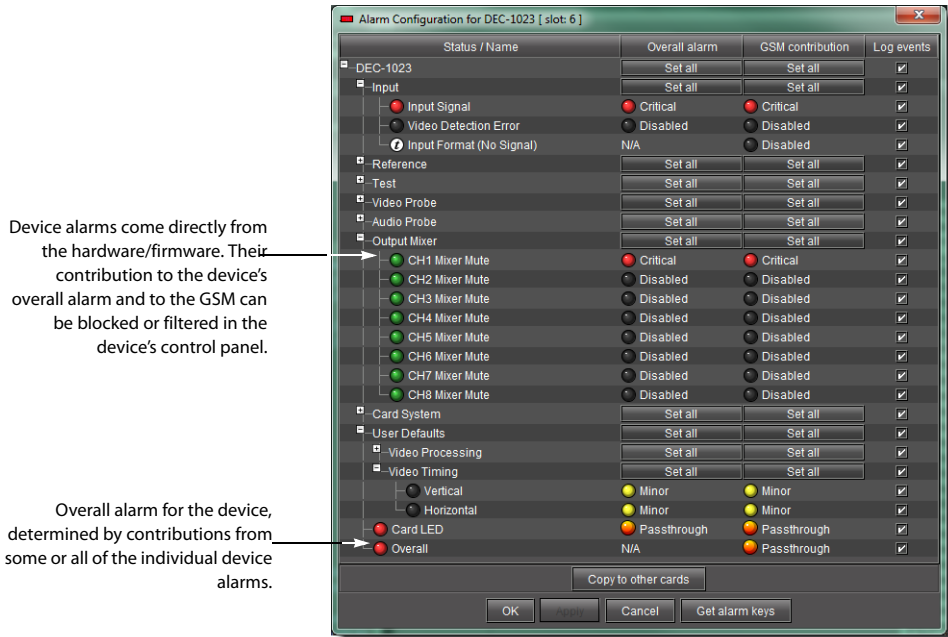 Alarm Configuration for DEC-1023 [ slot: 6 ]
Status / Name Overall alarm GSM contribution Log events
DEC-1023 Set all Set all
Input Set all Set all
Input Signal Critical Critical
Video Detection Error Disabled Disabled
Input Format (No Signal) N/A Disabled
Reference Set all Set all
Test Set all Set all
Video Probe Set all Set all
Audio Probe Set all Set all
Output Mixer Set all Set all
CH1 Mixer Mute Critical Critical
CH2 Mixer Mute Disabled Disabled
CH3 Mixer Mute Disabled Disabled
CH4 Mixer Mute Disabled Disabled
CH5 Mixer Mute Disabled Disabled
CH6 Mixer Mute Disabled Disabled
CH7 Mixer Mute Disabled Disabled
CH8 Mixer Mute Disabled Disabled
Card System Set all Set all
User Defaults Set all Set all
Video Processing Set all Set all
Video Timing Set all Set all
Vertical Minor Minor
Horizontal Minor Minor
Card LED Passthrough Passthrough
Overall N/A Passthrough
Copy to other cards
OK Apply Cancel Get alarm keys
Device alarms come directly from
the hardware/firmware. Their
contribution to the device’s
overall alarm and to the GSM can
be blocked or filtered in the
device’s control panel.
Overall alarm for the device,
determined by contributions from
some or all of the individual device
alarms.